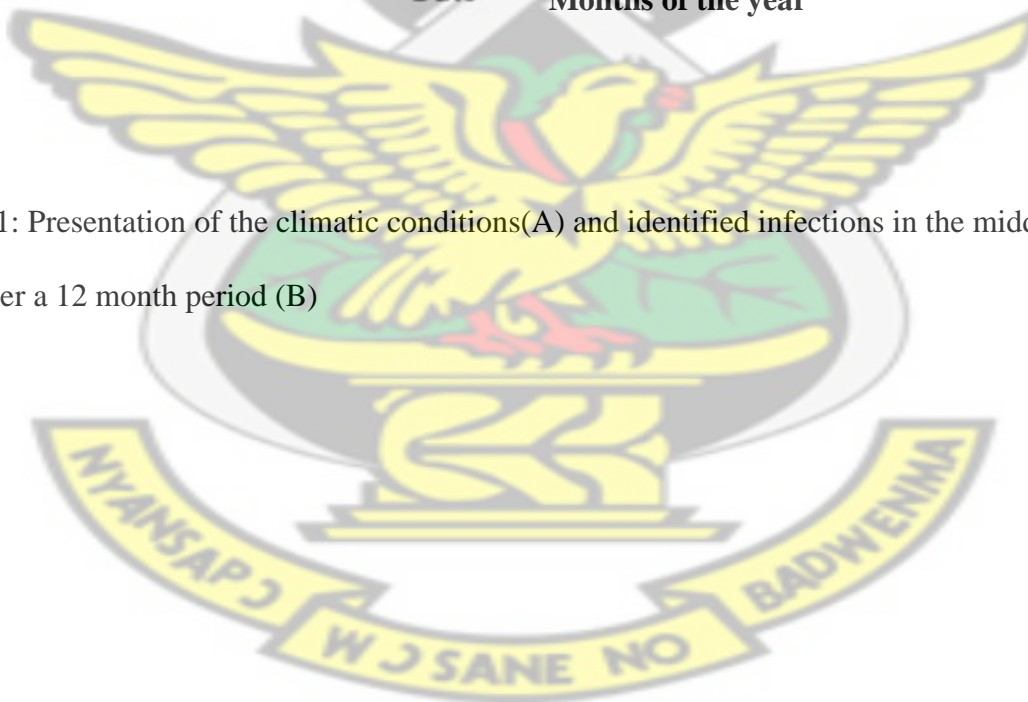 Months of the year
1: Presentation of the climatic conditions(A) and identified infections in the midd
er a 12 month period (B)
NYANSAPƆ
WƆSANE NO
BADWENMA